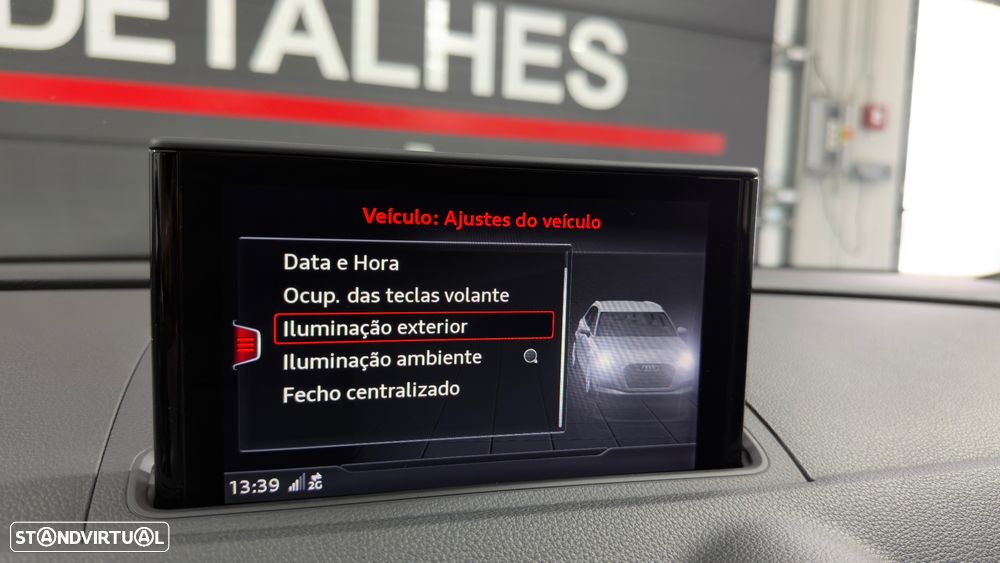 DETALHES
Veículo: Ajustes do veículo
Data e Hora
Ocup. das teclas volante
Iluminação exterior
Iluminação ambiente
Fecho centralizado
13:39 2G
STANDVIRTUAL